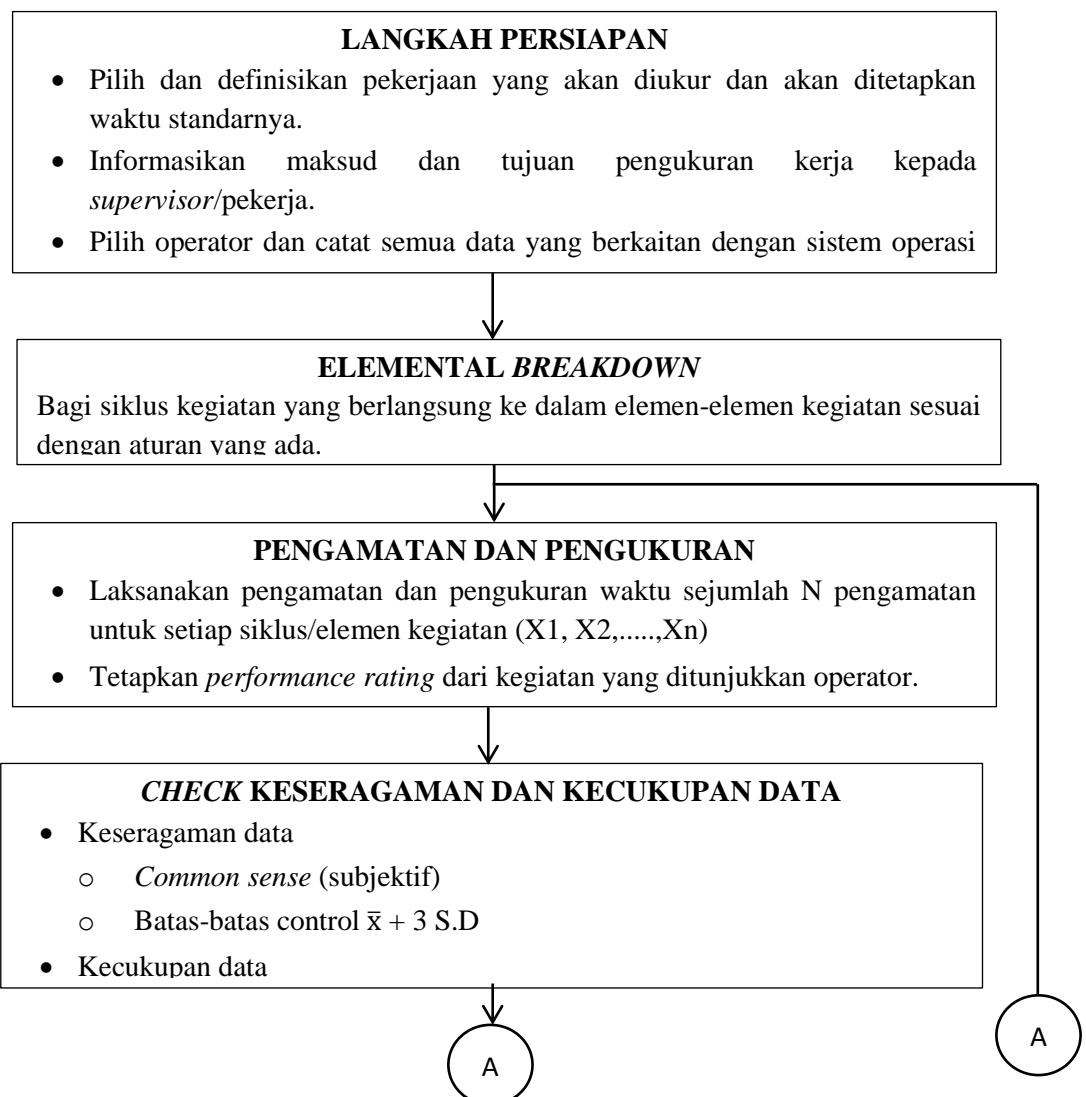 LANGKAH PERSIAPAN
• Pilih dan definisikan pekerjaan yang akan diukur dan akan ditetapkan
waktu standarnya.
• Informasikan maksud dan tujuan pengukuran kerja kepada
supervisor/pekerja.
• Pilih operator dan catat semua data yang berkaitan dengan sistem operasi
ELEMENTAL BREAKDOWN
Bagi siklus kegiatan yang berlangsung ke dalam elemen-elemen kegiatan sesuai
dengan aturan yang ada.
PENGAMATAN DAN PENGUKURAN
• Laksanakan pengamatan dan pengukuran waktu sejumlah N pengamatan
untuk setiap siklus/elemen kegiatan (X1, X2,.....,Xn)
• Tetapkan performance rating dari kegiatan yang ditunjukkan operator.
CHECK KESERAGAMAN DAN KECUKUPAN DATA
• Keseragaman data
o Common sense (subjektif)
o Batas-batas control x̅ + 3 S.D
• Kecukupan data
A
A